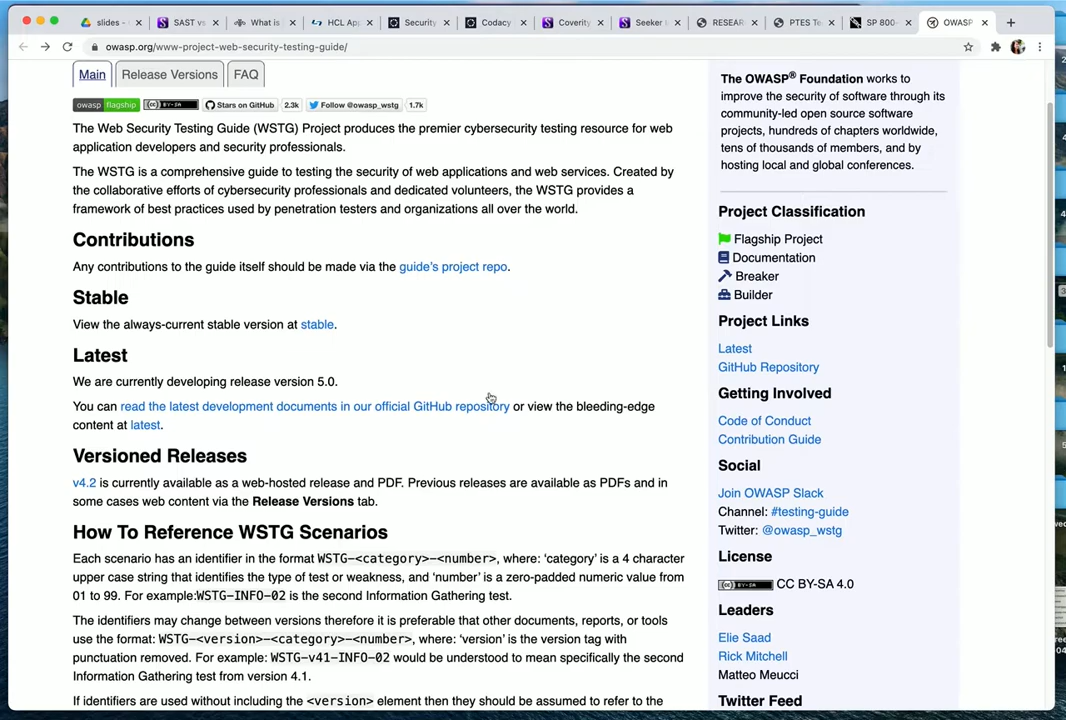 slides -
SAST vs
What is
HCL App
Security
Codacy
Coverity
Seeker
RESEAR
PTES Te
SP 800-
OWASP
owasp.org/www-project-web-security-testing-guide/
Main
Release Versions
FAQ
owasp flagship
BY-SA
Stars on GitHub 2.3k
Follow @owasp_wstg 1.7k
The Web Security Testing Guide (WSTG) Project produces the premier cybersecurity testing resource for web
application developers and security professionals.
The WSTG is a comprehensive guide to testing the security of web applications and web services. Created by
the collaborative efforts of cybersecurity professionals and dedicated volunteers, the WSTG provides a
framework of best practices used by penetration testers and organizations all over the world.
Contributions
Any contributions to the guide itself should be made via the guide's project repo.
Stable
View the always-current stable version at stable.
Latest
We are currently developing release version 5.0.
You can read the latest development documents in our official GitHub repository or view the bleeding-edge
content at latest.
Versioned Releases
v4.2 is currently available as a web-hosted release and PDF. Previous releases are available as PDFs and in
some cases web content via the Release Versions tab.
How To Reference WSTG Scenarios
Each scenario has an identifier in the format WSTG-<category>-<number>, where: 'category' is a 4 character
upper case string that identifies the type of test or weakness, and 'number' is a zero-padded numeric value from
01 to 99. For example:WSTG-INFO-02 is the second Information Gathering test.
The identifiers may change between versions therefore it is preferable that other documents, reports, or tools
use the format: WSTG-<version>-<category>-<number>, where: 'version' is the version tag with
punctuation removed. For example: WSTG-v41-INFO-02 would be understood to mean specifically the second
Information Gathering test from version 4.1.
If identifiers are used without including the <version> element then they should be assumed to refer to the
The OWASP® Foundation works to
improve the security of software through its
community-led open source software
projects, hundreds of chapters worldwide,
tens of thousands of members, and by
hosting local and global conferences.
Project Classification
Flagship Project
Documentation
Breaker
Builder
Project Links
Latest
GitHub Repository
Getting Involved
Code of Conduct
Contribution Guide
Social
Join OWASP Slack
Channel: #testing-guide
Twitter: @owasp_wstg
License
BY-SA CC BY-SA 4.0
Leaders
Elie Saad
Rick Mitchell
Matteo Meucci
Twitter Feed